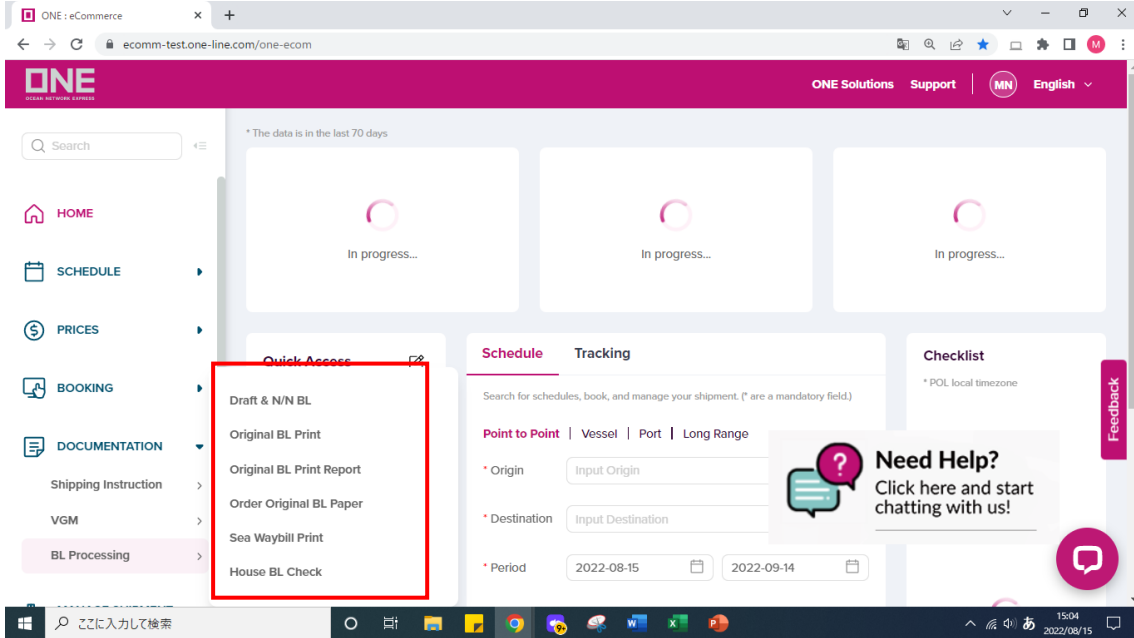 ONE : eCommerce
ecomm-test.one-line.com/one-ecom
M
ONE
OCEAN NETWORK EXPRESS
ONE Solutions Support MN English
Search
* The data is in the last 70 days
In progress...
In progress...
In progress...
HOME
SCHEDULE
PRICES
BOOKING
DOCUMENTATION
Shipping Instruction
VGM
BL Processing
Quick Access
Draft & N/N BL
Original BL Print
Original BL Print Report
Order Original BL Paper
Sea Waybill Print
House BL Check
Schedule Tracking
Search for schedules, book, and manage your shipment. (* are a mandatory field.)
Point to Point | Vessel | Port | Long Range
* Origin Input Origin
* Destination Input Destination
* Period 2022-08-15 2022-09-14
Checklist
* POL local timezone
Feedback
Need Help?
Click here and start
chatting with us!
MANAGE SHIPMENT
ここに入力して検索
9+
あ
15:04
2022/08/15